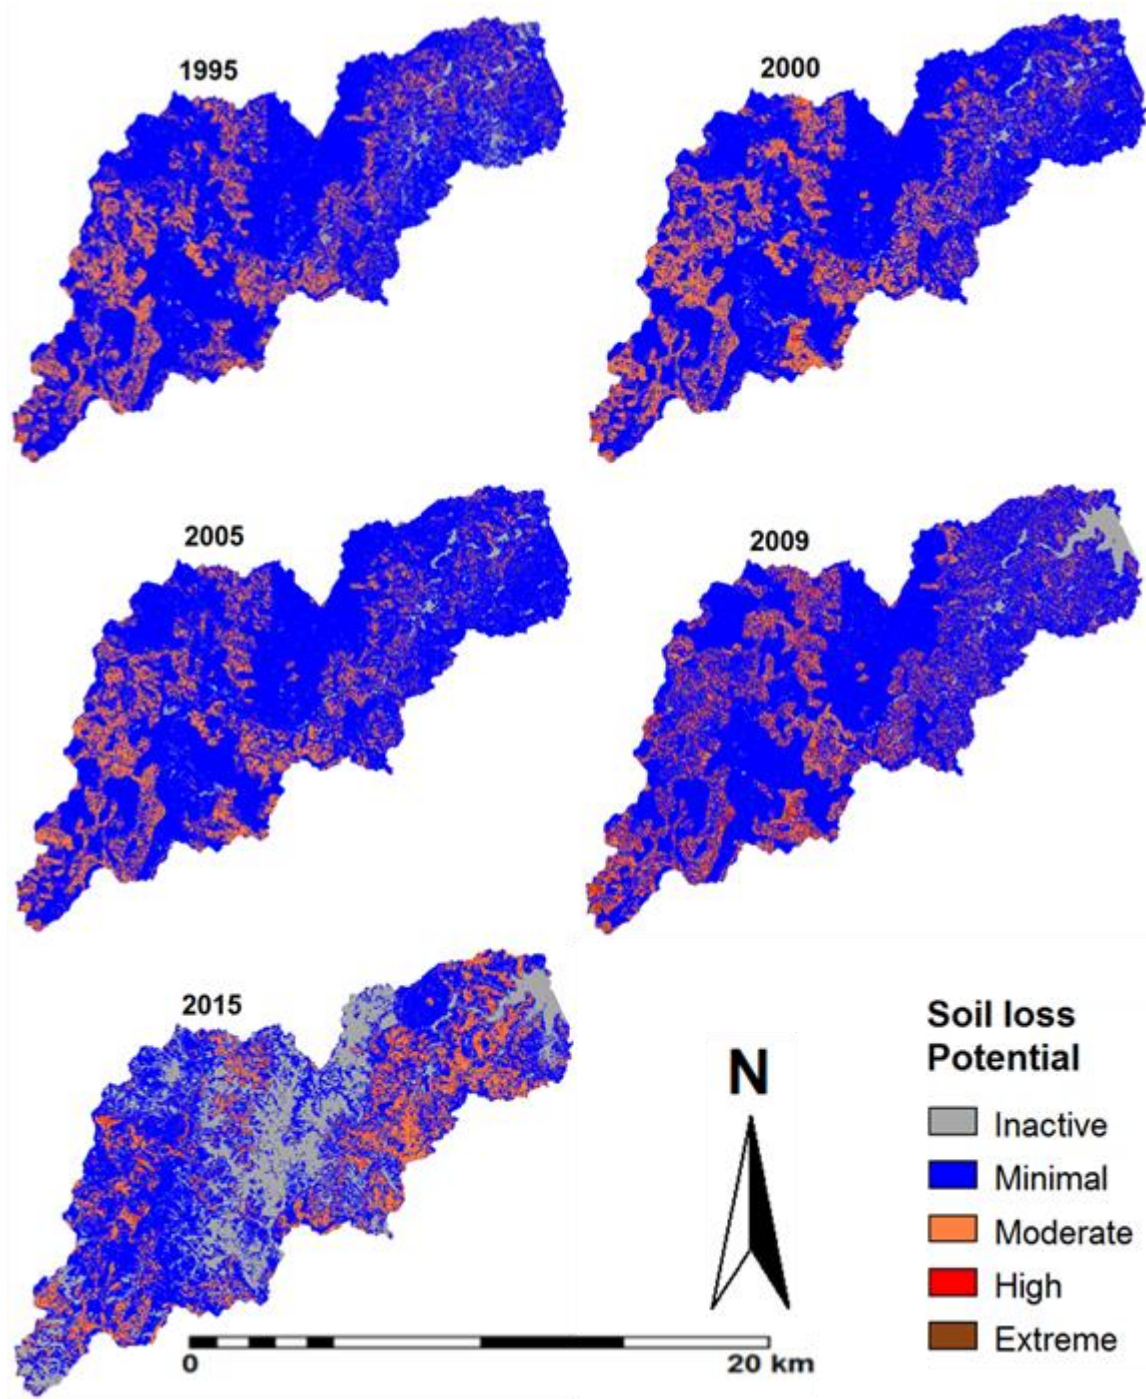 1995
2000
2005
2009
2015
N
0
20 km
Soil loss
Potential
Inactive
Minimal
Moderate
High
Extreme